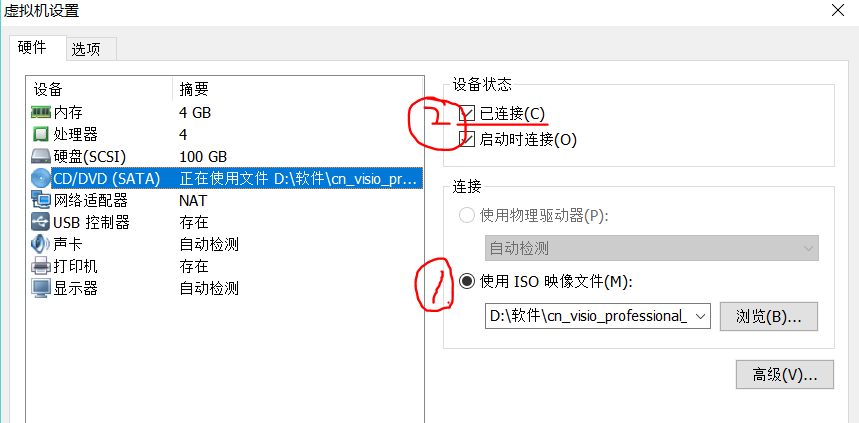 虚拟机设置
硬件 选项
设备 摘要
内存 4 GB
处理器 4
硬盘(SCSI) 100 GB
CD/DVD (SATA) 正在使用文件 D:\软件\cn_visio_pr...
网络适配器 NAT
USB 控制器 存在
声卡 自动检测
打印机 存在
显示器 自动检测
设备状态
2 已连接(C)
启动时连接(O)
连接
使用物理驱动器(P):
自动检测
1 使用 ISO 映像文件(M):
D:\软件\cn_visio_professional_ 浏览(B)...
高级(V)...